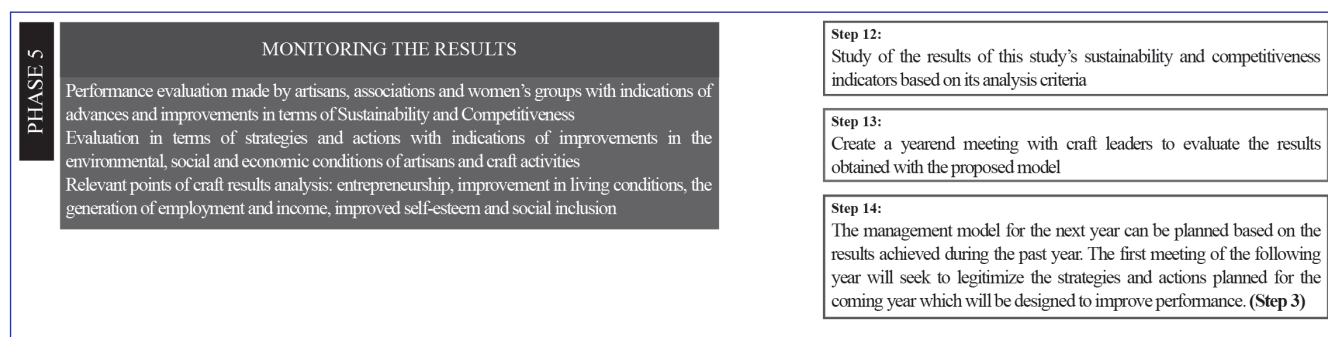 PHASE 5
MONITORING THE RESULTS
Performance evaluation made by artisans, associations and women's groups with indications of
advances and improvements in terms of Sustainability and Competitiveness
Evaluation in terms of strategies and actions with indications of improvements in the
environmental, social and economic conditions of artisans and craft activities
Relevant points of craft results analysis: entrepreneurship, improvement in living conditions, the
generation of employment and income, improved self-esteem and social inclusion
Step 12:
Study of the results of this study's sustainability and competitiveness
indicators based on its analysis criteria
Step 13:
Create a yearend meeting with craft leaders to evaluate the results
obtained with the proposed model
Step 14:
The management model for the next year can be planned based on the
results achieved during the past year. The first meeting of the following
year will seek to legitimize the strategies and actions planned for the
coming year which will be designed to improve performance. (Step 3)